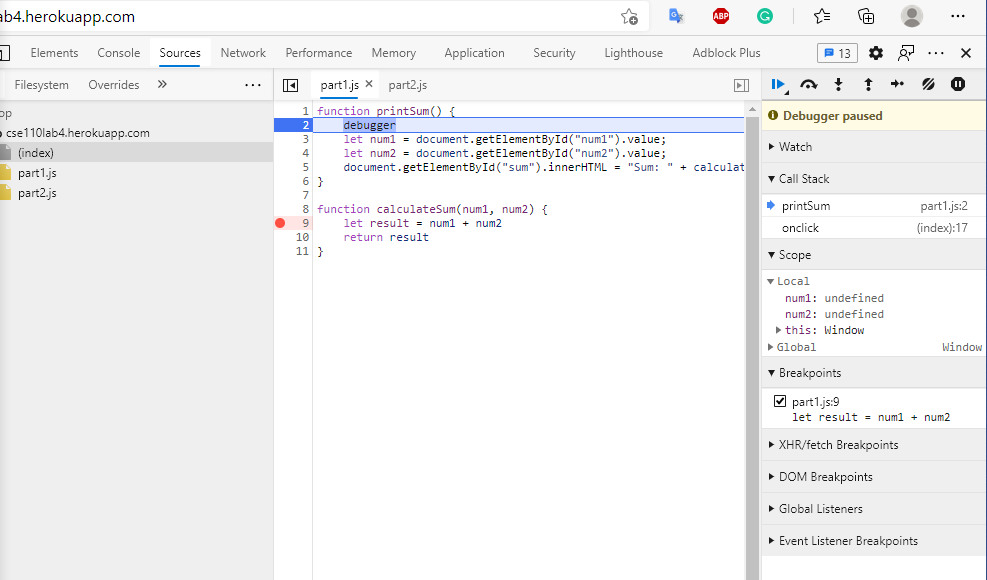 ab4.herokuapp.com
ABP
G
Elements Console Sources Network Performance Memory Application Security Lighthouse Adblock Plus 13
Filesystem Overrides » ··· part1.js × part2.js
cse110lab4.herokuapp.com
(index)
part1.js
part2.js
1 function printSum() {
2 debugger
3 let num1 = document.getElementById("num1").value;
4 let num2 = document.getElementById("num2").value;
5 document.getElementById("sum").innerHTML = "Sum: " + calculat
6 }
7
8 function calculateSum(num1, num2) {
9 let result = num1 + num2
10 return result
11 }
Debugger paused
Watch
Call Stack
printSum part1.js:2
onclick (index):17
Scope
Local
num1: undefined
num2: undefined
this: Window
Global Window
Breakpoints
part1.js:9
let result = num1 + num2
XHR/fetch Breakpoints
DOM Breakpoints
Global Listeners
Event Listener Breakpoints